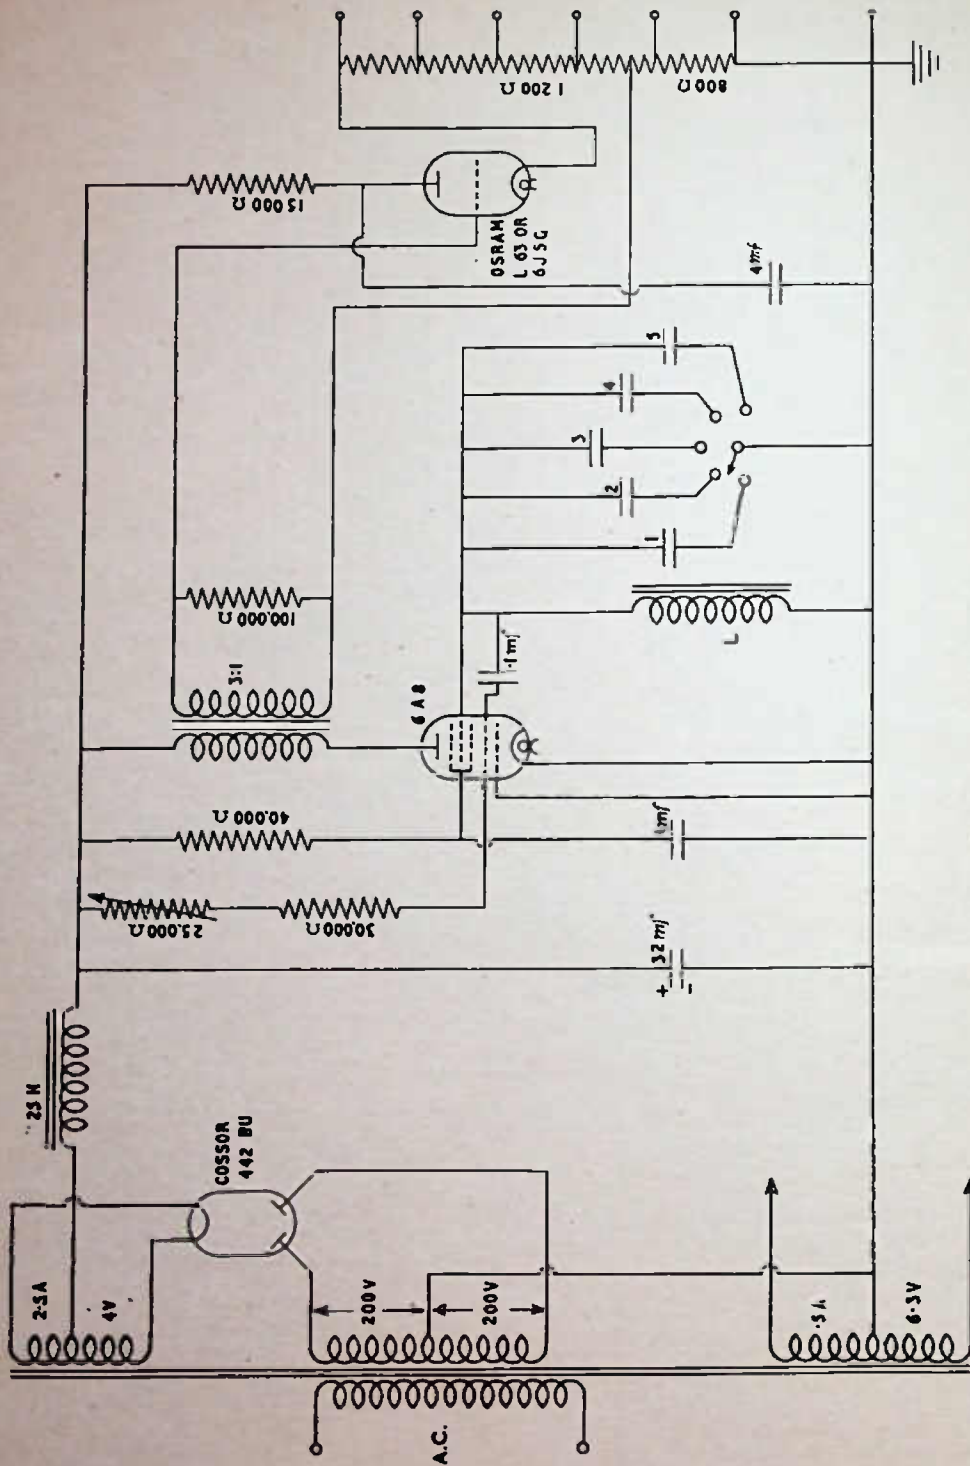 A.C.
2·5A
4V
200V
200V
·5A
6·3V
COSSOR
442 BU
25 H
25.000 Ω
30.000 Ω
40.000 Ω
+
32 mf
-
mf
6 A 8
3:1
100.000 Ω
·1 mf
L
1
2
3
4
5
15.000 Ω
OSRAM
L 63 OR
6J5G
4 mf
1 200 Ω
800 Ω